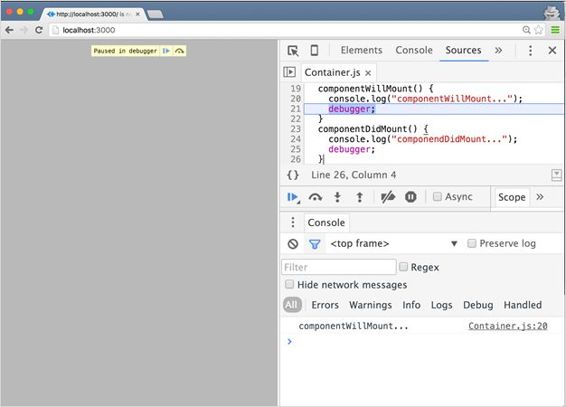 http://localhost:3000/ is
localhost:3000
Paused in debugger
Elements Console Sources »
Container.js ×
19 componentWillMount() {
20 console.log("componentWillMount...");
21 debugger;
22 }
23 componentDidMount() {
24 console.log("componendDidMount...");
25 debugger;
26 }
{} Line 26, Column 4
Async Scope »
Console
<top frame> Preserve log
Filter Regex
Hide network messages
All Errors Warnings Info Logs Debug Handled
componentWillMount... Container.js:20
>